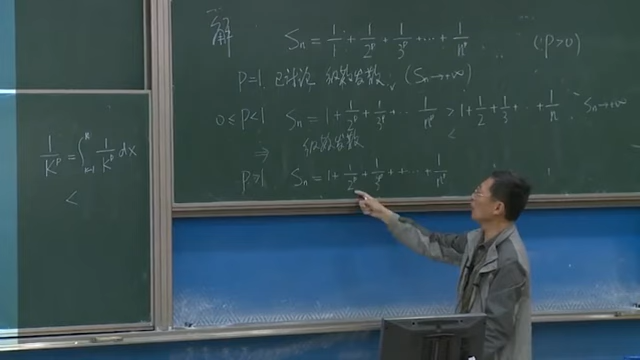 解 Sn = 1/1 + 1/2^p + 1/3^p + ⋯ + 1/n^p (p>0)
p=1. 已讨论 级数发散. (Sn→+∞)
0≤p<1 Sn = 1 + 1/2^p + 1/3^p + ⋯ 1/n^p > 1 + 1/2 + 1/3 + ⋯ + 1/n. Sn→+∞
⇒ 级数发散
p>1 Sn = 1 + 1/2^p + 1/3^p + + ⋯ + 1/n^p
1/K^p = ∫_{k-1}^{k} 1/K^p dx
<